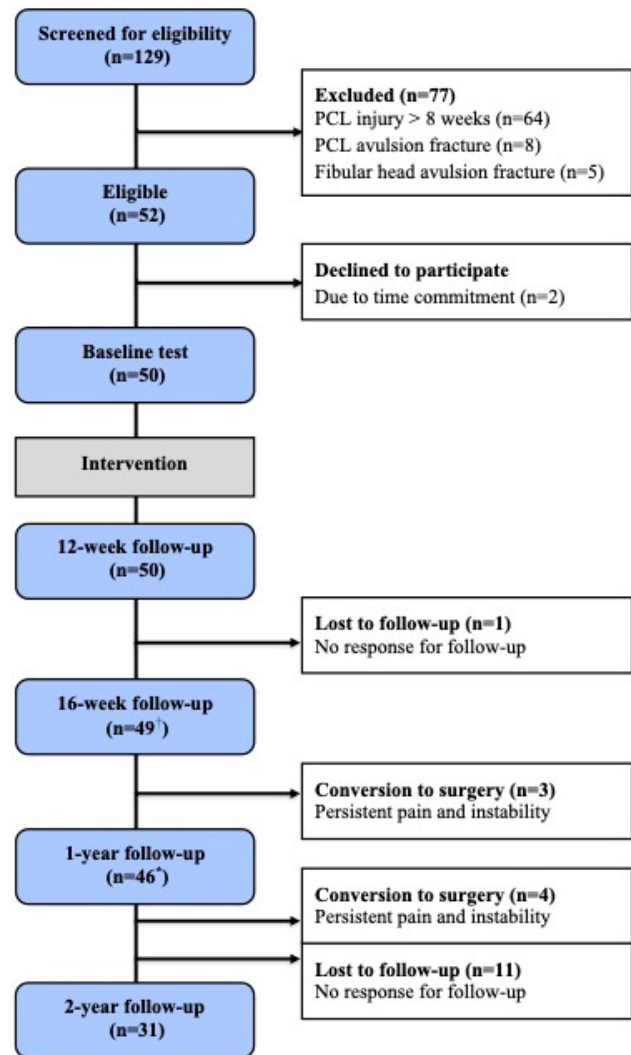 Screened for eligibility
(n=129)
Excluded (n=77)
PCL injury > 8 weeks (n=64)
PCL avulsion fracture (n=8)
Fibular head avulsion fracture (n=5)
Eligible
(n=52)
Declined to participate
Due to time commitment (n=2)
Baseline test
(n=50)
Intervention
12-week follow-up
(n=50)
Lost to follow-up (n=1)
No response for follow-up
16-week follow-up
(n=49†)
Conversion to surgery (n=3)
Persistent pain and instability
1-year follow-up
(n=46*)
Conversion to surgery (n=4)
Persistent pain and instability
Lost to follow-up (n=11)
No response for follow-up
2-year follow-up
(n=31)